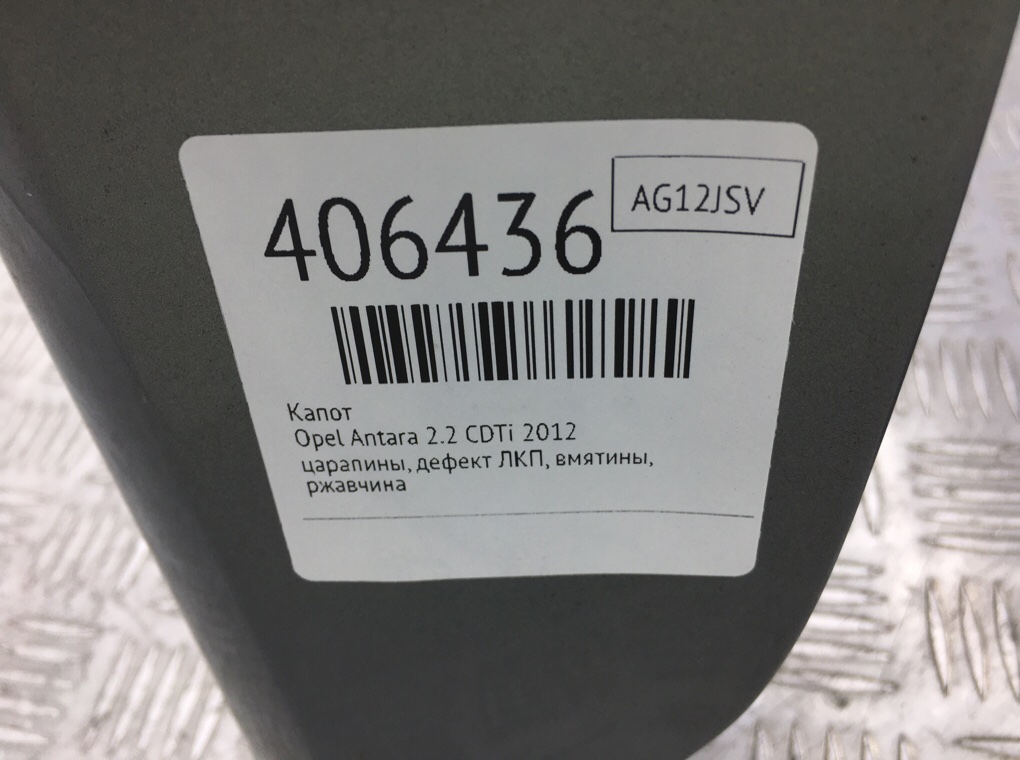 AG12JSV
406436
Капот
Opel Antara 2.2 CDTi 2012
царапины, дефект ЛКП, вмятины,
ржавчина